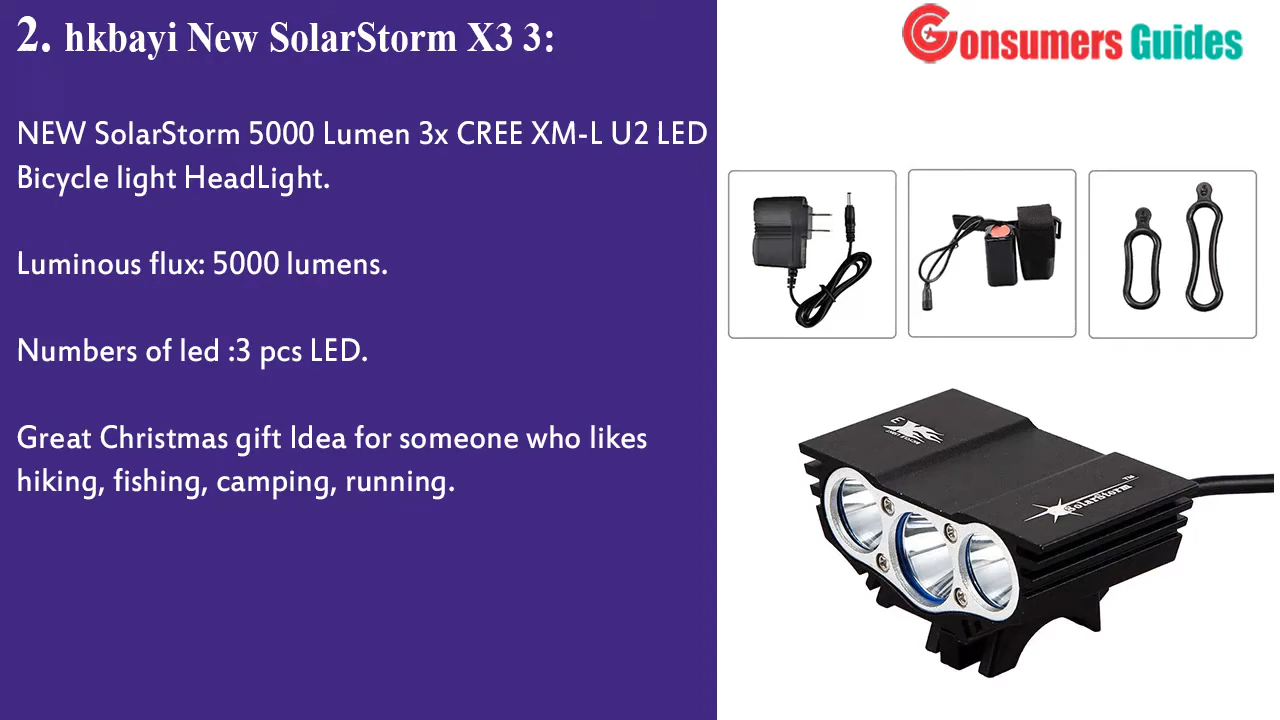 2. hkbayi New SolarStorm X3 3:
Consumers Guides
NEW SolarStorm 5000 Lumen 3x CREE XM-L U2 LED
Bicycle light HeadLight.
Luminous flux: 5000 lumens.
Numbers of led :3 pcs LED.
Great Christmas gift Idea for someone who likes
hiking, fishing, camping, running.
SolarStorm™